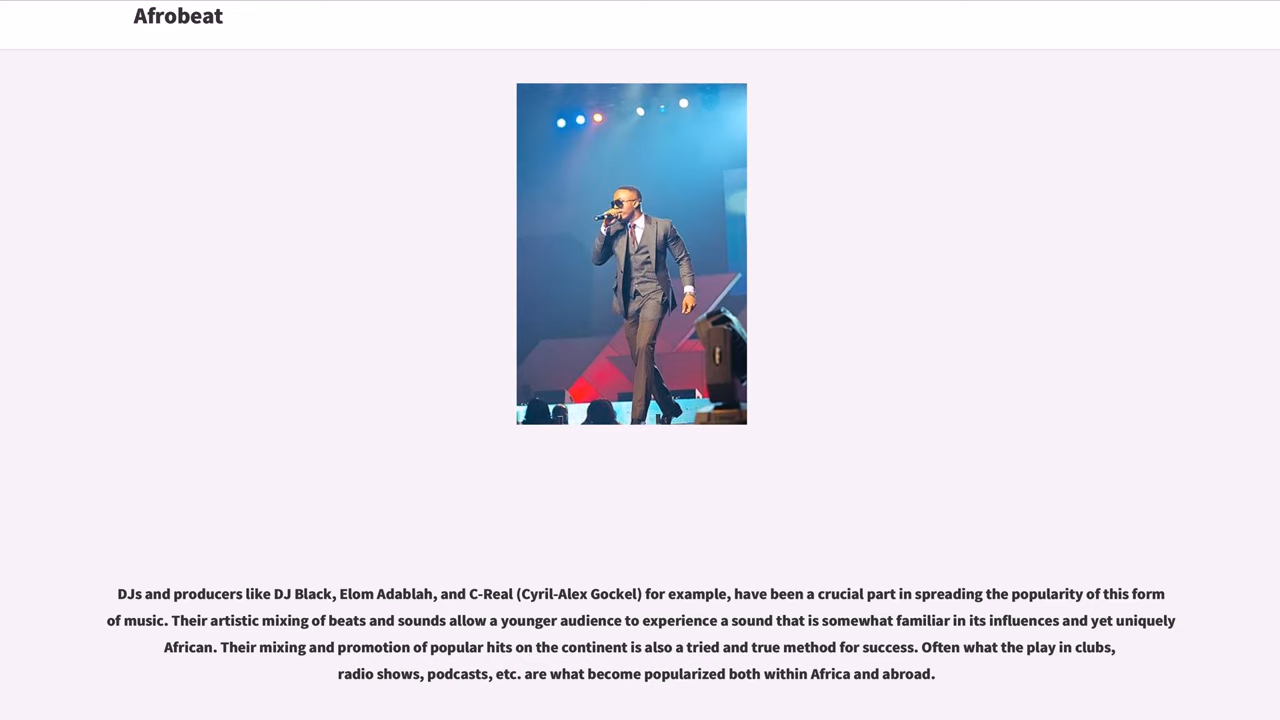 Afrobeat
DJs and producers like DJ Black, Elom Adablah, and C-Real (Cyril-Alex Gockel) for example, have been a crucial part in spreading the popularity of this form
of music. Their artistic mixing of beats and sounds allow a younger audience to experience a sound that is somewhat familiar in its influences and yet uniquely
African. Their mixing and promotion of popular hits on the continent is also a tried and true method for success. Often what the play in clubs,
radio shows, podcasts, etc. are what become popularized both within Africa and abroad.